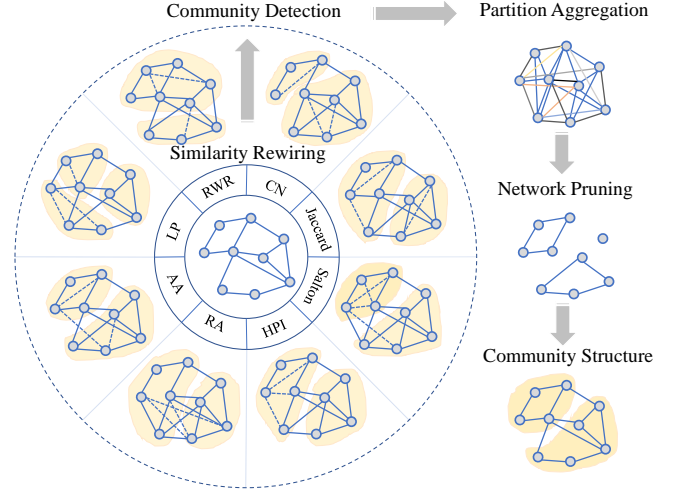 Community Detection
Partition Aggregation
Similarity Rewiring
RWR
CN
LP
Jaccard
Network Pruning
AA
Salton
RA
HPI
Community Structure